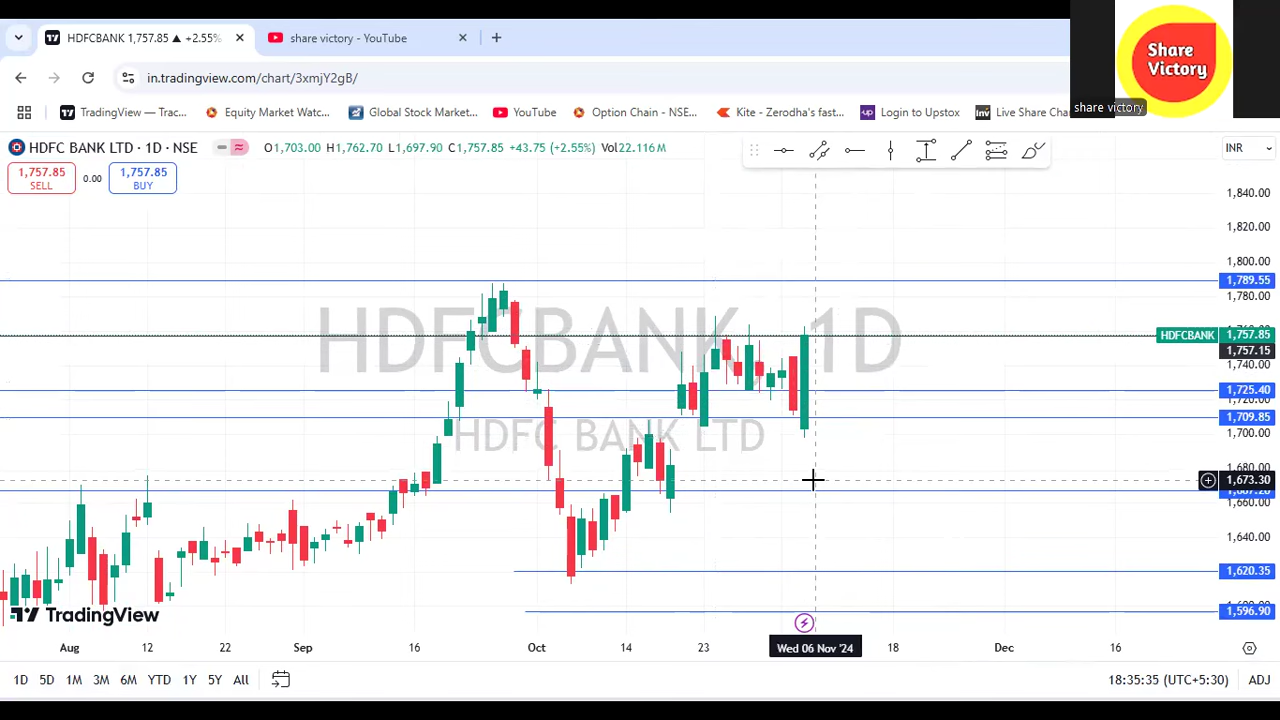 HDFCBANK 1,757.85 ▲ +2.55%
share victory - YouTube
Share
Victory
share victory
in.tradingview.com/chart/3xmjY2gB/
TradingView — Trac...
Equity Market Watc...
Global Stock Market...
YouTube
Option Chain - NSE...
Kite - Zerodha's fast...
Login to Upstox
Live Share Cha
HDFC BANK LTD · 1D · NSE
O1,703.00 H1,762.70 L1,697.90 C1,757.85 +43.75 (+2.55%) Vol22.116 M
INR
1,757.85
SELL
0.00
1,757.85
BUY
1,840.00
1,820.00
1,800.00
1,789.55
1,780.00
HDFCBANK 1,757.85
1,757.15
1,740.00
1,725.40
1,720.00
1,709.85
1,700.00
1,680.00
1,673.30
1,660.00
1,640.00
1,620.35
1,596.90
HDFCBANK, 1D
HDFC BANK LTD
TradingView
Aug 12 22 Sep 16 Oct 14 23 Wed 06 Nov '24 18 Dec 16
1D 5D 1M 3M 6M YTD 1Y 5Y All
18:35:35 (UTC+5:30) ADJ